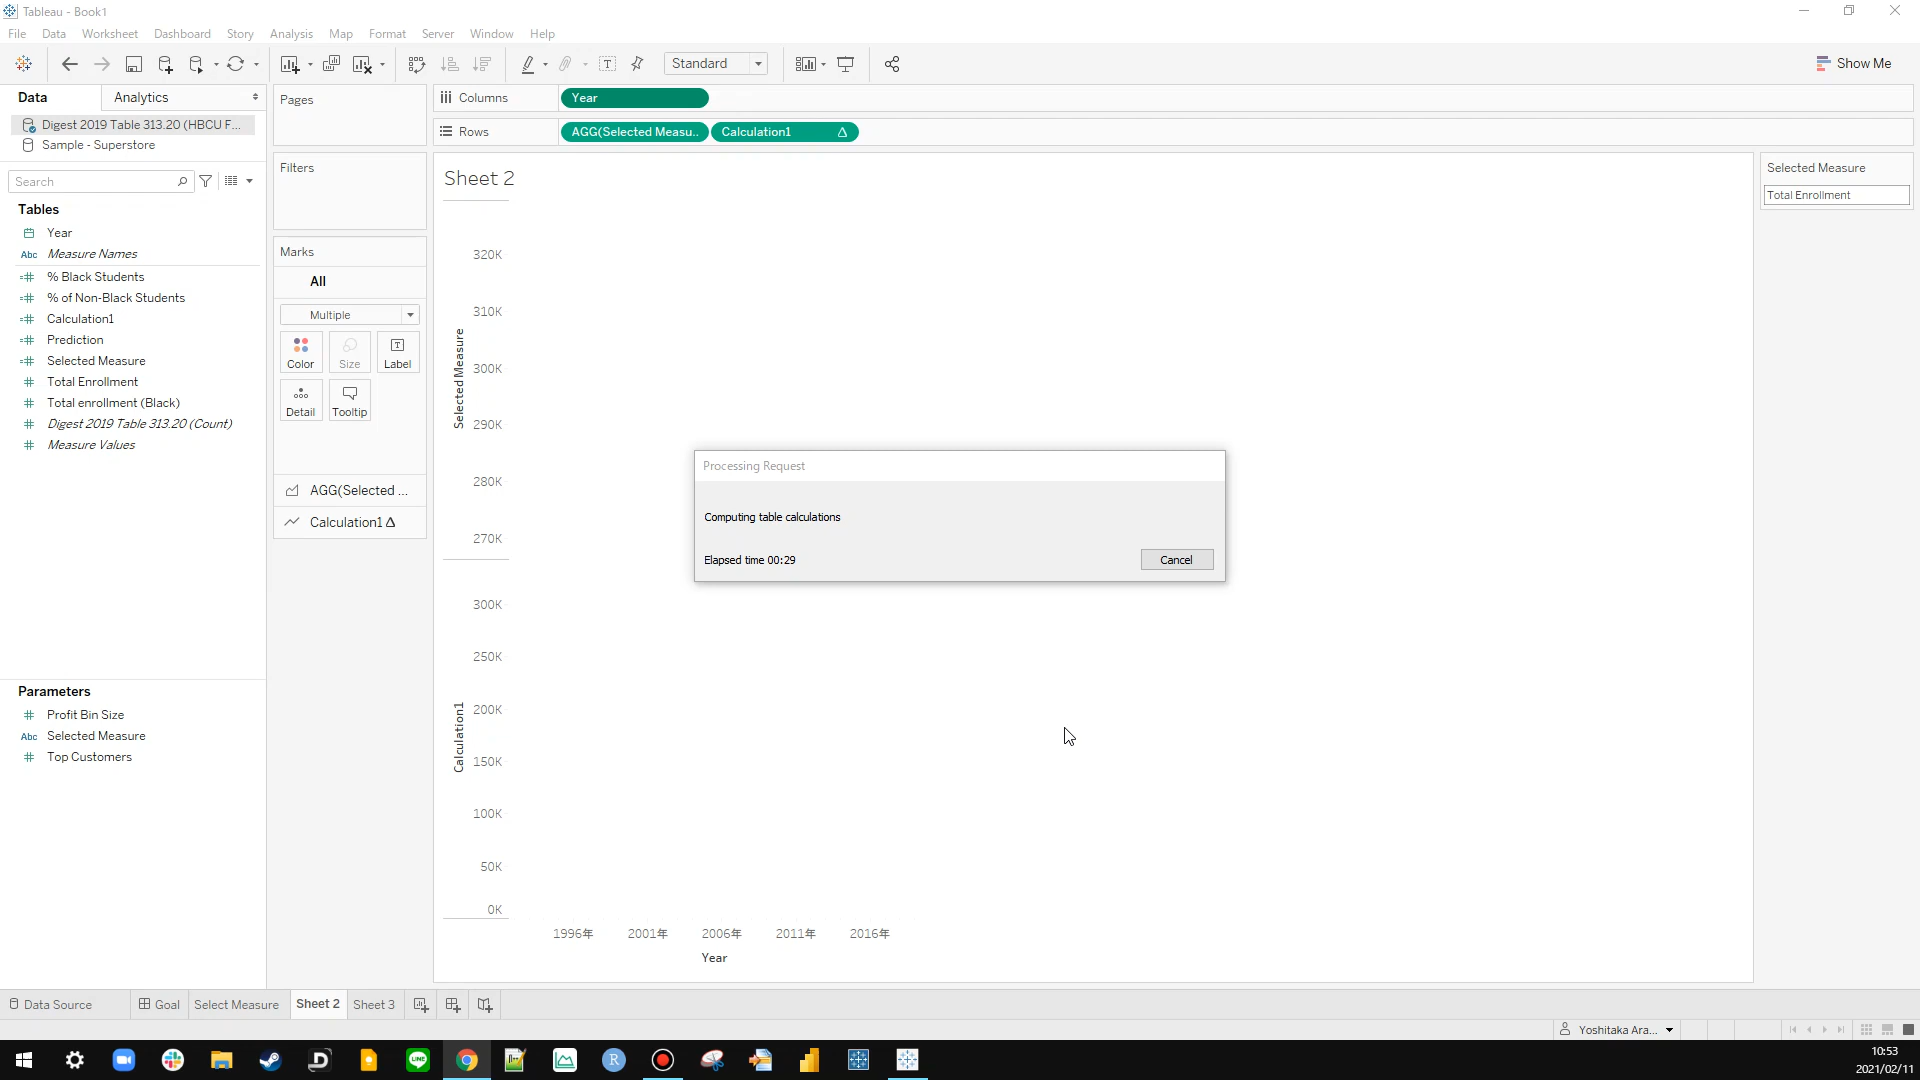 Tableau - Book1
File Data Worksheet Dashboard Story Analysis Map Format Server Window Help
Standard
Show Me
Data Analytics
Digest 2019 Table 313.20 (HBCU F...
Sample - Superstore
Search
Tables
Year
Abc Measure Names
% Black Students
% of Non-Black Students
Calculation1
Prediction
Selected Measure
Total Enrollment
Total enrollment (Black)
Digest 2019 Table 313.20 (Count)
Measure Values
Parameters
Profit Bin Size
Abc Selected Measure
Top Customers
Pages
Filters
Marks
All
Multiple
Color Size Label
Detail Tooltip
AGG(Selected ...
Calculation1 Δ
Columns Year
Rows AGG(Selected Measu.. Calculation1 Δ
Sheet 2
Selected Measure
320K
310K
300K
290K
280K
270K
Calculation1
300K
250K
200K
150K
100K
50K
0K
1996年 2001年 2006年 2011年 2016年
Year
Processing Request
Computing table calculations
Elapsed time 00:29
Cancel
Selected Measure
Total Enrollment
Data Source Goal Select Measure Sheet 2 Sheet 3
Yoshitaka Ara...
10:53
2021/02/11